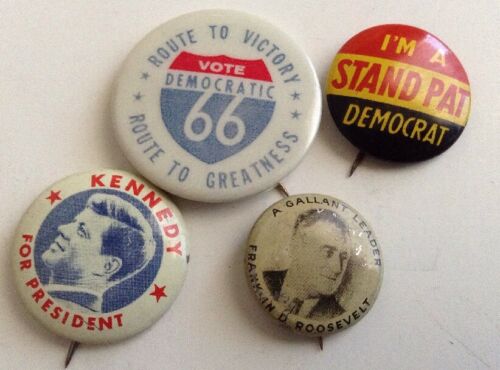 ROUTE TO VICTORY
VOTE
DEMOCRATIC
66
ROUTE TO GREATNESS
I'M A
STAND PAT
DEMOCRAT
KENNEDY
FOR PRESIDENT
A GALLANT LEADER
FRANKLIN D. ROOSEVELT